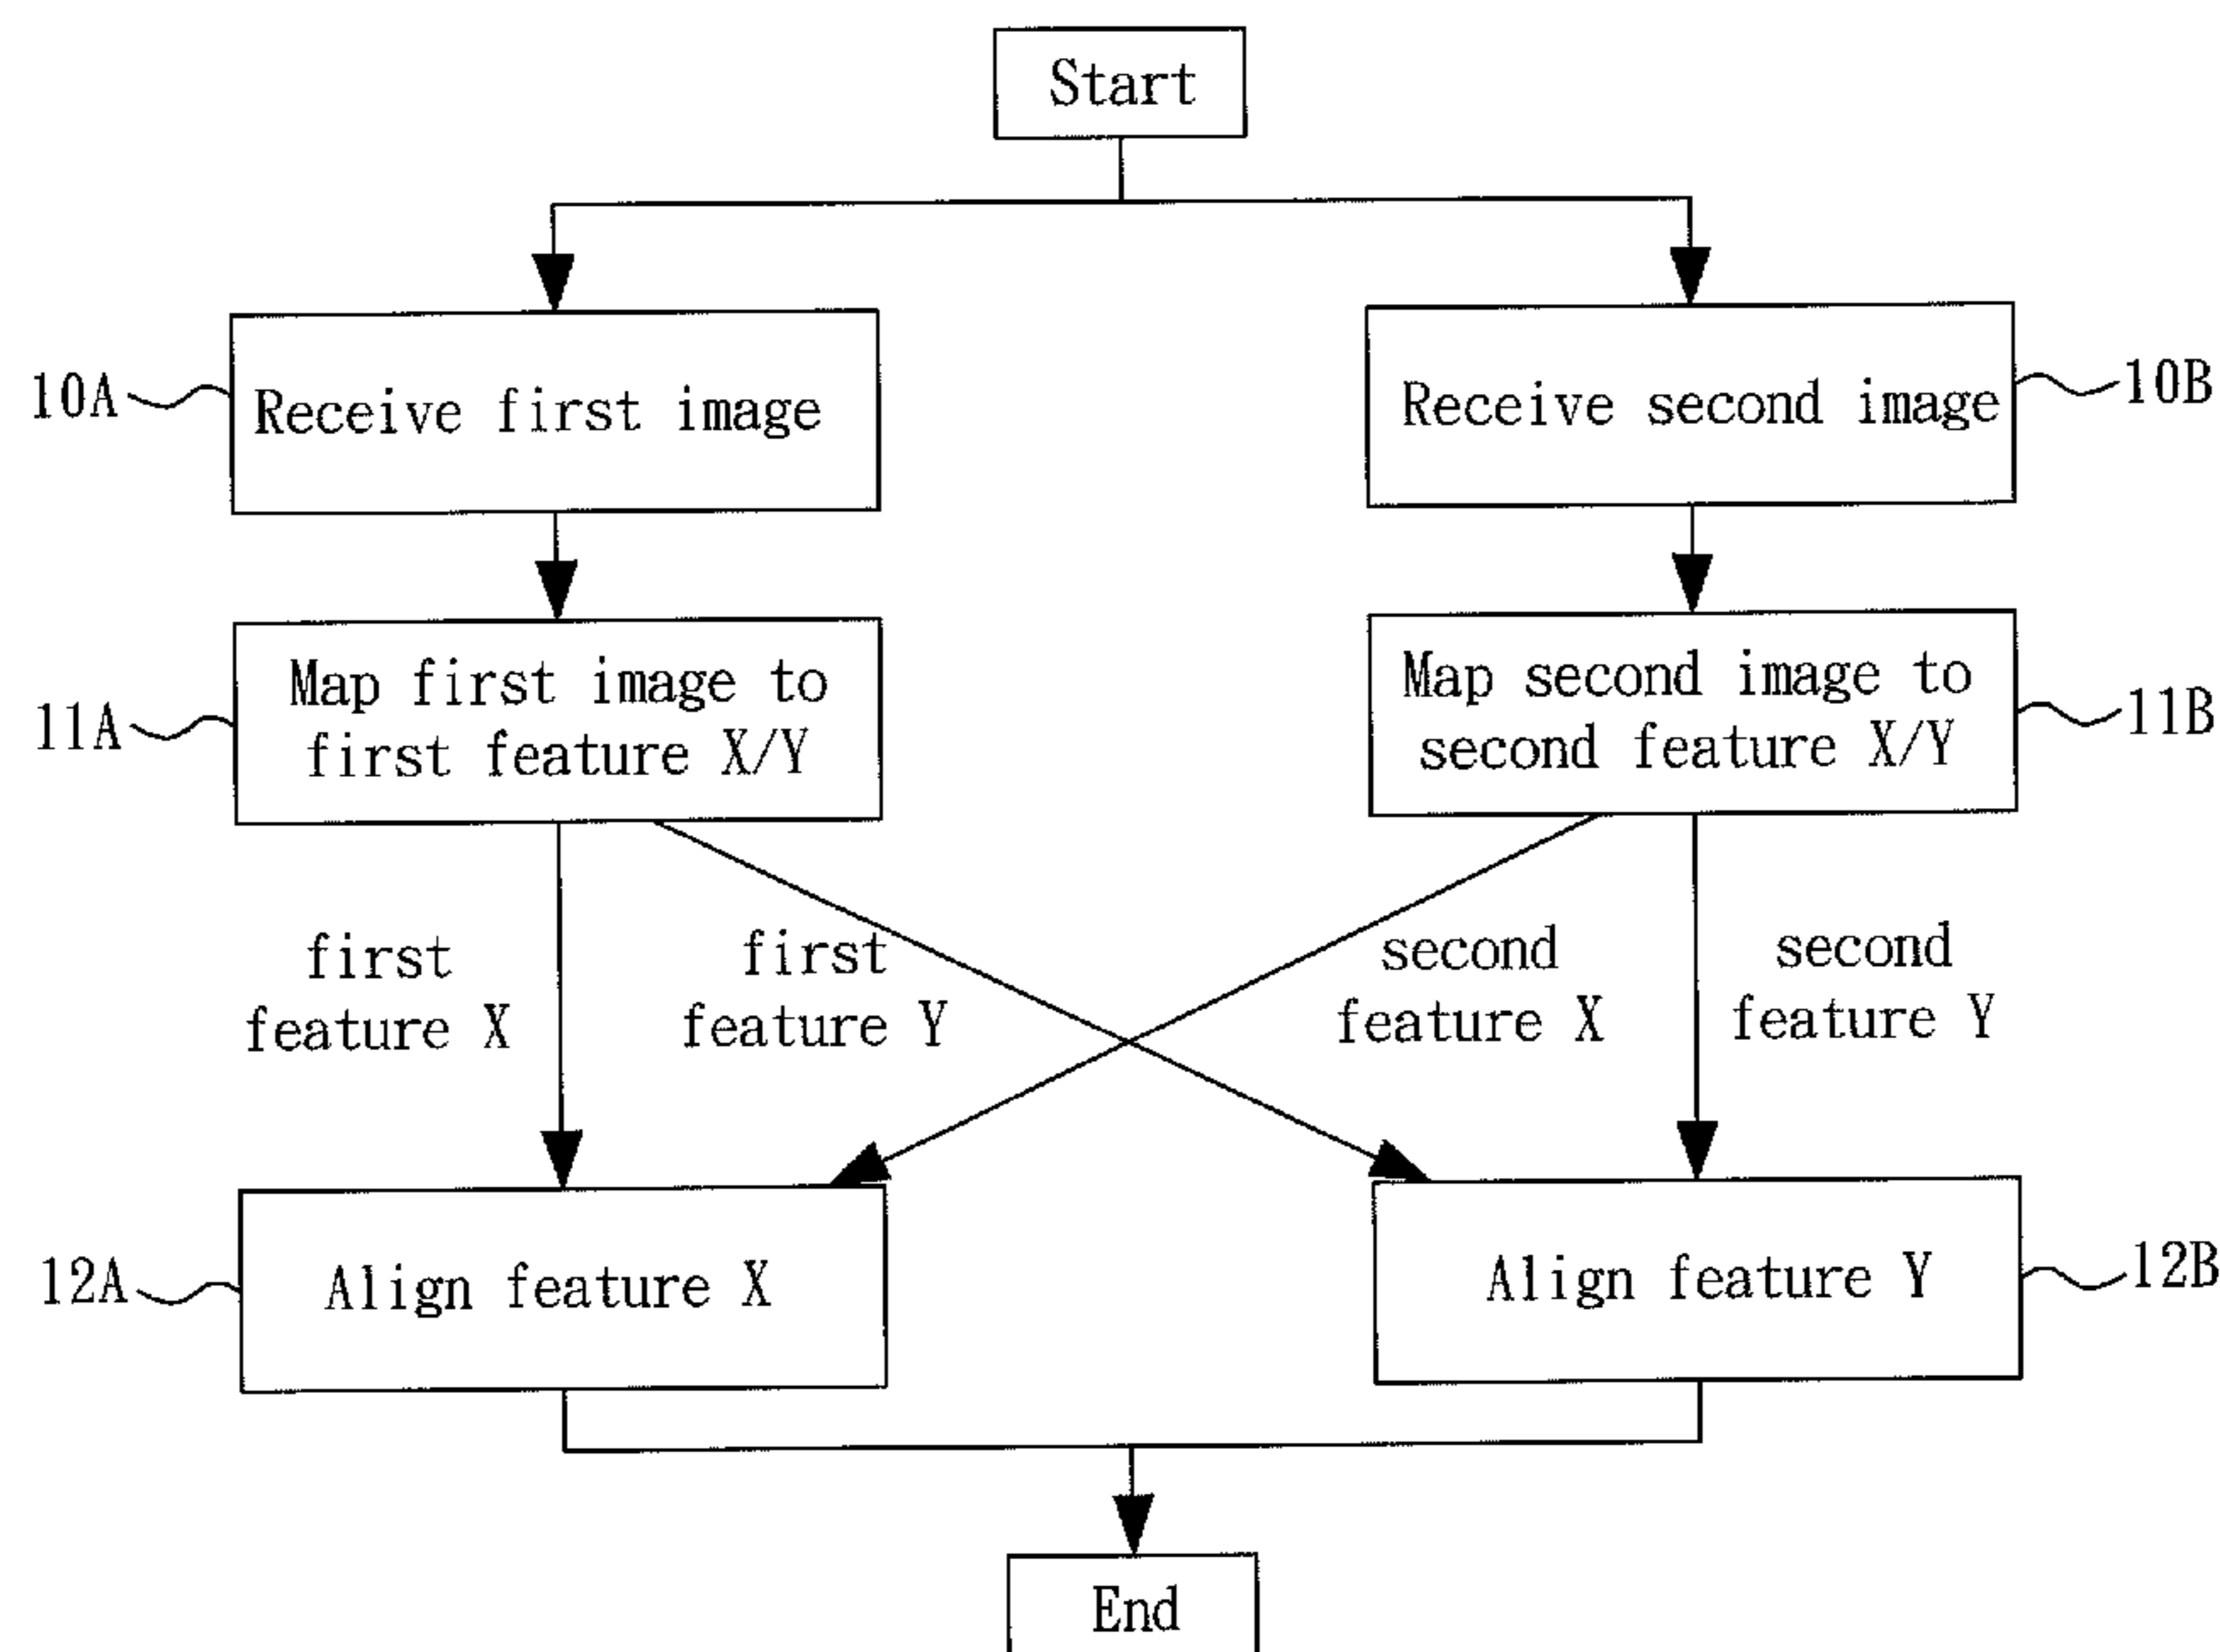 Start
10A
Receive first image
Receive second image
10B
11A
Map first image to
first feature X/Y
Map second image to
second feature X/Y
11B
first
feature X
first
feature Y
second
feature X
second
feature Y
12A
Align feature X
Align feature Y
12B
End